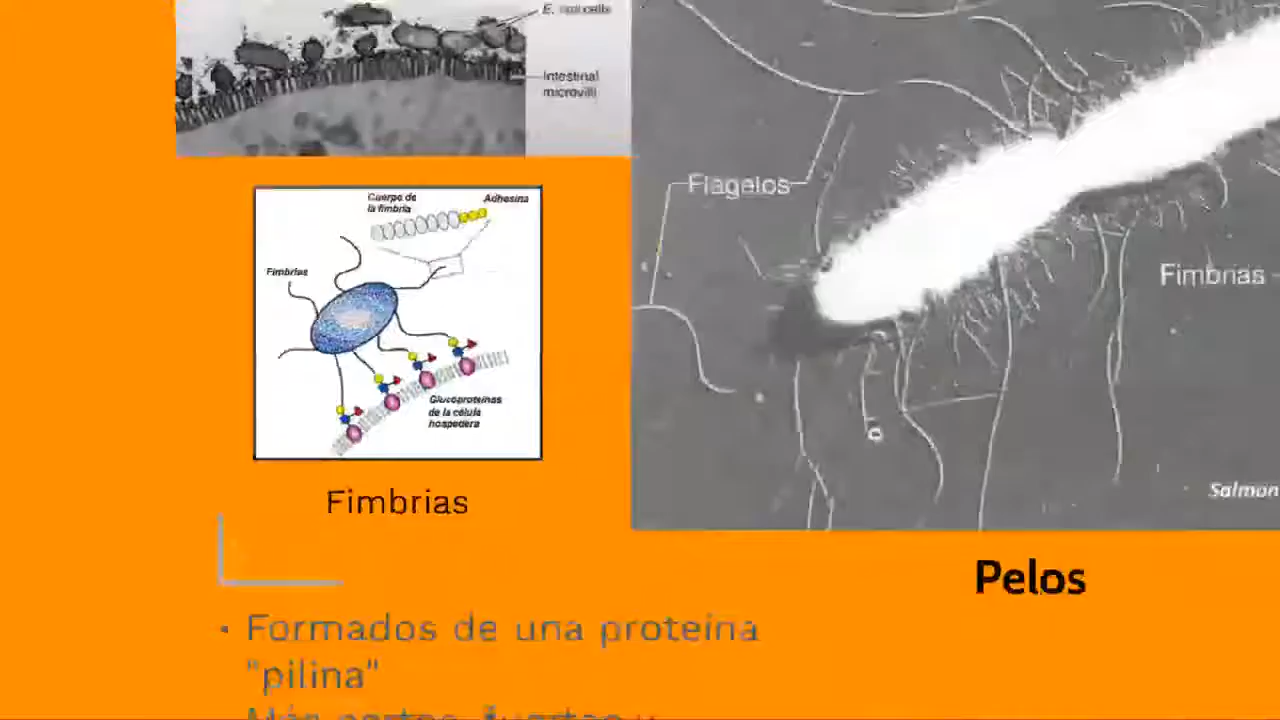 E. coli cells
Intestinal
microvilli
Flagelos
Fimbrias
Salmon
Cuerpo de
la fimbria
Adhesina
Fimbrias
Glucoproteínas
de la célula
hospedera
Fimbrias
Pelos
• Formados de una proteina
"pilina"